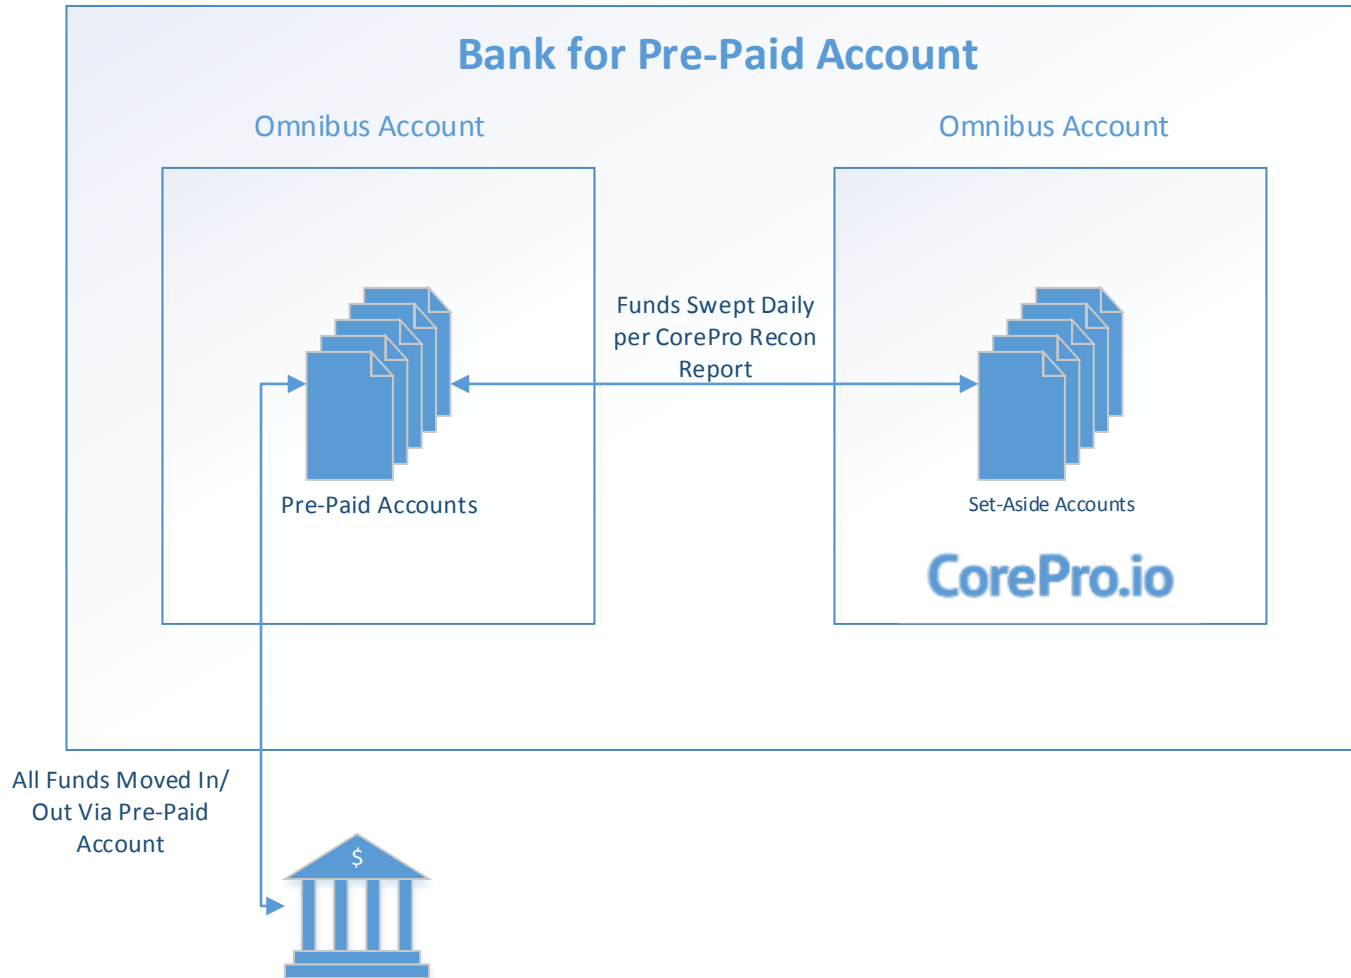 Bank for Pre-Paid Account
Omnibus Account
Omnibus Account
Funds Swept Daily
per CorePro Recon
Report
Pre-Paid Accounts
Set-Aside Accounts
CorePro.io
All Funds Moved In/
Out Via Pre-Paid
Account
$